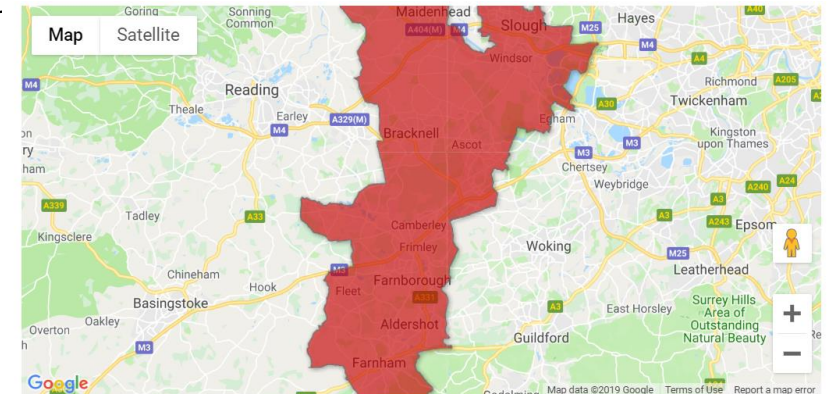 Goring
Sonning
Common
Maidenhead
Slough
Hayes
A40
Map
Satellite
A404(M)
M4
M25
M4
Windsor
A4
M4
Reading
Richmond
A205
Theale
Earley
A329(M)
A30
Twickenham
M4
Bracknell
Egham
Ascot
M3
M3
Kingston
upon Thames
Chertsey
Weybridge
A240
A24
A339
Tadley
A33
A3
A3
A243
Epsom
Kingsclere
Camberley
Frimley
Woking
M25
Leatherhead
Chineham
Hook
M3
Fleet
Farnborough
A331
Basingstoke
Surrey Hills
Area of
Outstanding
Natural Beauty
+
Oakley
Overton
A3
East Horsley
Aldershot
Guildford
M3
Farnham
−
Google
Map data ©2019 Google
Terms of Use
Report a map error